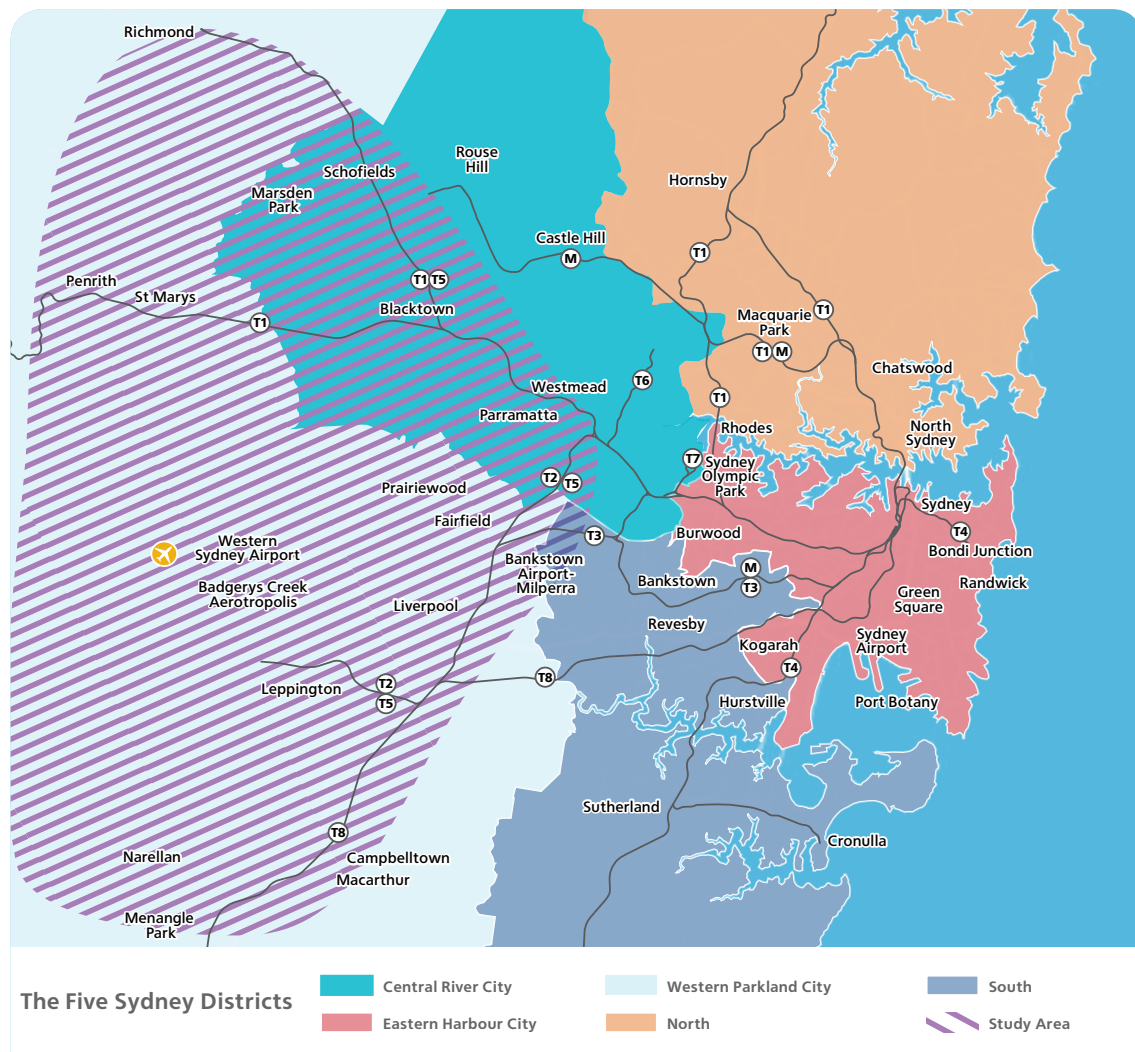 Richmond
Rouse
Hill
Schofields
Marsden
Park
Hornsby
Castle Hill
M
T1
T1 T5
Penrith
St Marys
Blacktown
T1
T1
Macquarie
Park
T1 M
Chatswood
Westmead
T6
T1
Parramatta
Rhodes
North
Sydney
T7
Sydney
Olympic
Park
T2
T5
Prairiewood
Sydney
Fairfield
T3
Burwood
T4
Bondi Junction
Western
Sydney Airport
Bankstown
Airport-
Milperra
Bankstown
M
T3
Randwick
Badgerys Creek
Aerotropolis
Liverpool
Green
Square
Revesby
Kogarah
Sydney
Airport
T4
T8
Leppington
T2
T5
Hurstville
Port Botany
Sutherland
T8
Cronulla
Narellan
Campbelltown
Macarthur
Menangle
Park
The Five Sydney Districts
Central River City
Western Parkland City
South
Eastern Harbour City
North
Study Area